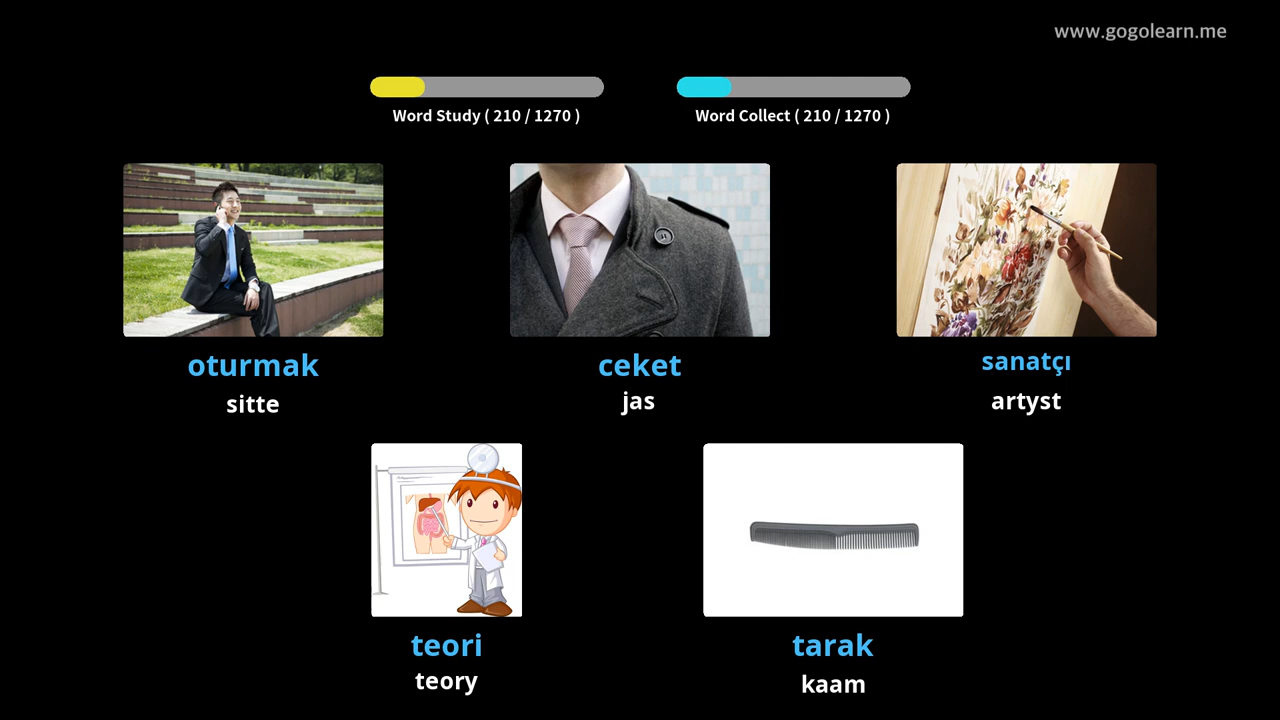 www.gogolearn.me
Word Study ( 210 / 1270 )
Word Collect ( 210 / 1270 )
oturmak
sitte
ceket
jas
sanatçı
artyst
teori
teory
tarak
kaam